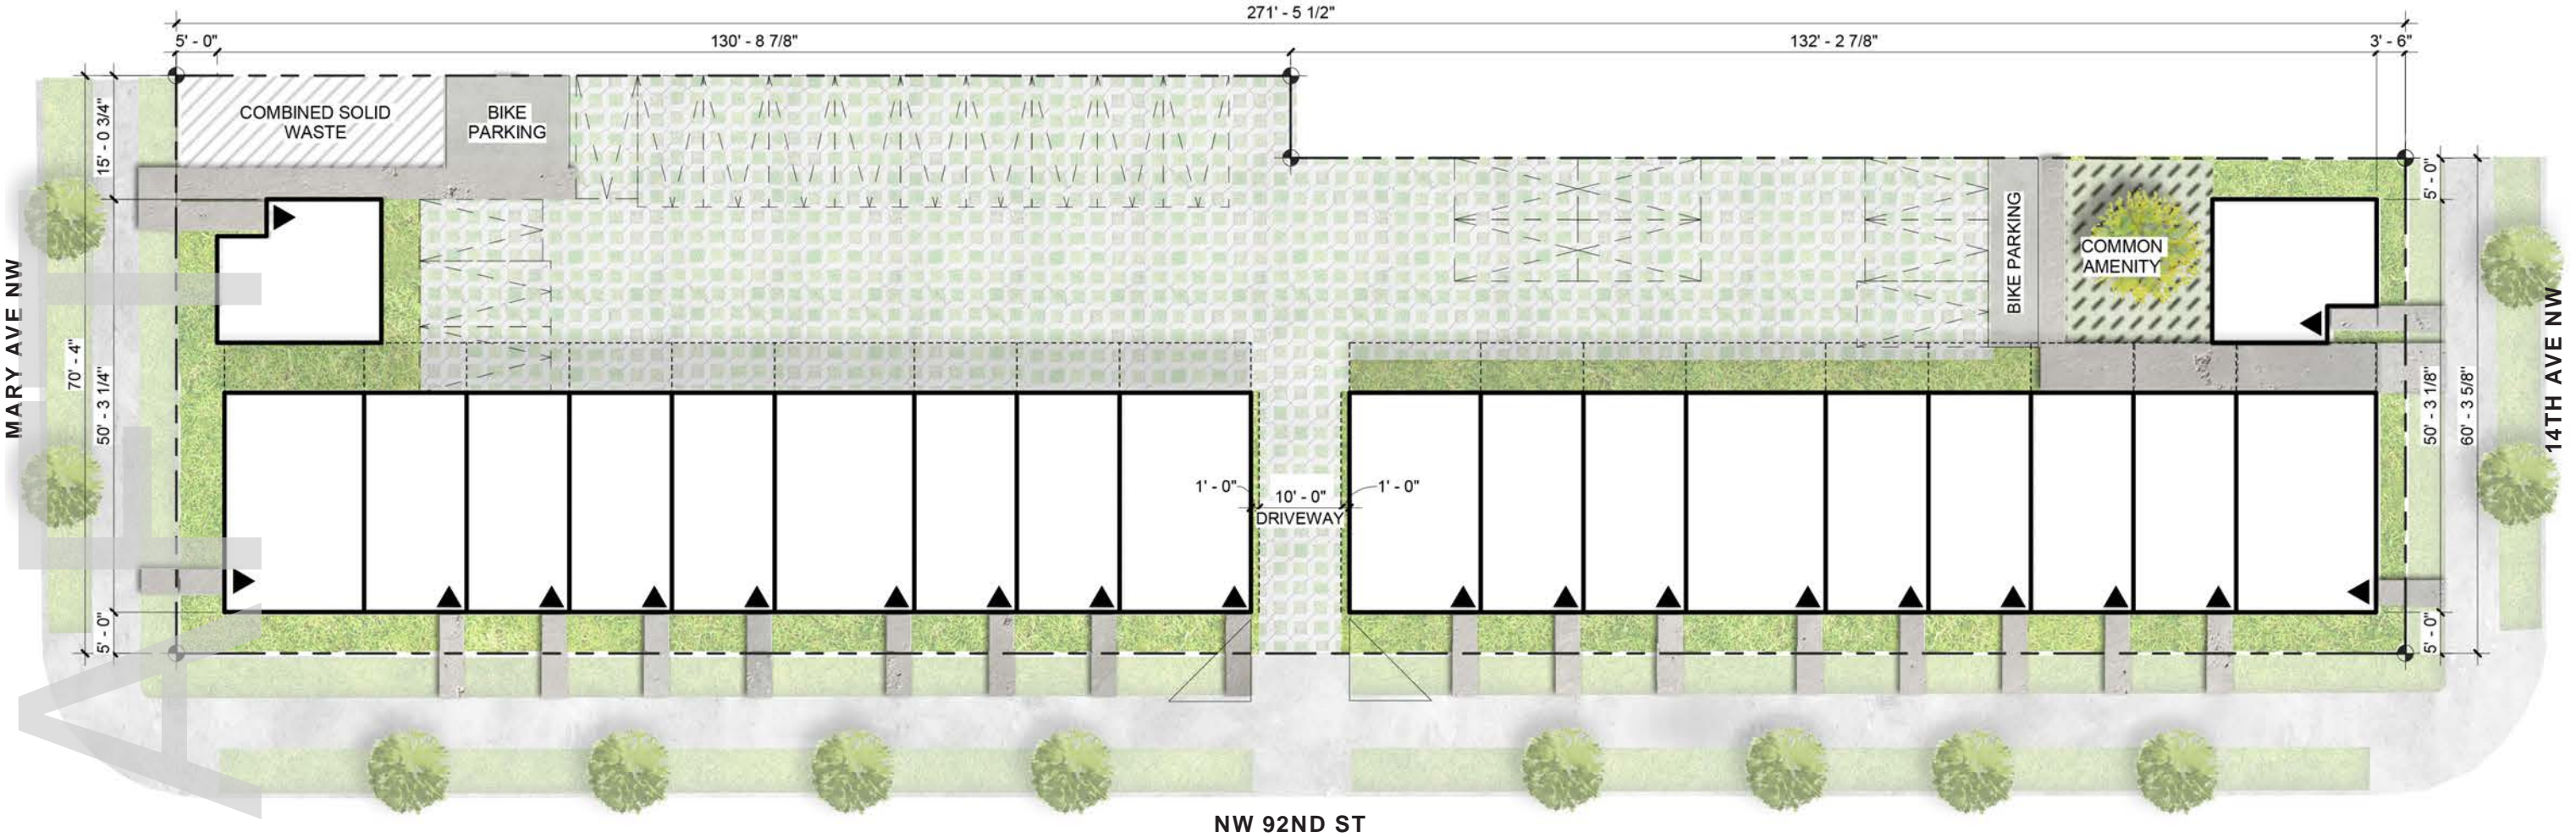 271' - 5 1/2"
5' - 0"
130' - 8 7/8"
132' - 2 7/8"
3' - 6"
15' - 0 3/4"
COMBINED SOLID
WASTE
BIKE
PARKING
5' - 0"
BIKE PARKING
COMMON
AMENITY
MARY AVE NW
70' - 4"
50' - 3 1/4"
50' - 3 1/8"
60' - 3 5/8"
14TH AVE NW
1' - 0"
10' - 0"
1' - 0"
DRIVEWAY
5' - 0"
5' - 0"
NW 92ND ST